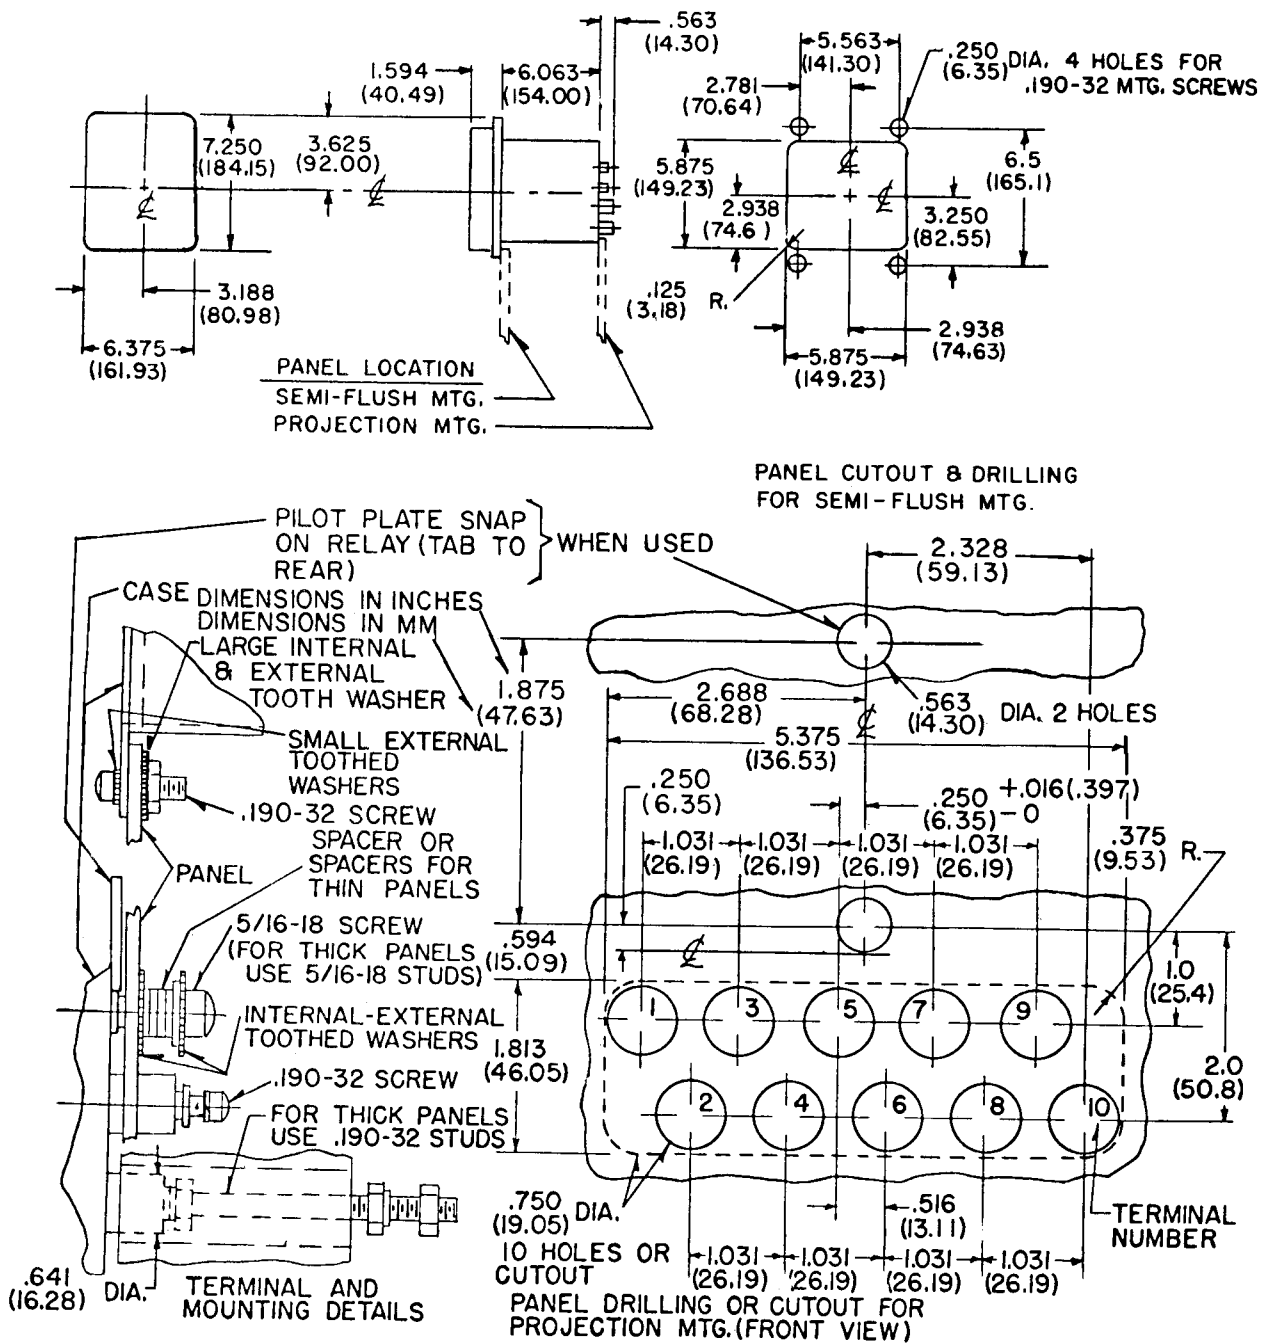 .563
(14.30)
1.594
(40.49)
6.063
(154.00)
7.250
(184.15)
3.625
(92.00)
℄
℄
3.188
(80.98)
6.375
(161.93)
PANEL LOCATION
SEMI-FLUSH MTG.
PROJECTION MTG.
5.563
(141.30)
.250
(6.35)
DIA. 4 HOLES FOR
.190-32 MTG. SCREWS
2.781
(70.64)
5.875
(149.23)
℄
℄
6.5
(165.1)
2.938
(74.6 )
3.250
(82.55)
.125
(3.18)
R.
2.938
(74.63)
5.875
(149.23)
PANEL CUTOUT & DRILLING
FOR SEMI-FLUSH MTG.
PILOT PLATE SNAP
ON RELAY (TAB TO
REAR)
WHEN USED
CASE
DIMENSIONS IN INCHES
DIMENSIONS IN MM
LARGE INTERNAL
& EXTERNAL
TOOTH WASHER
1.875
(47.63)
SMALL EXTERNAL
TOOTHED
WASHERS
.190-32 SCREW
SPACER OR
SPACERS FOR
THIN PANELS
PANEL
5/16-18 SCREW
(FOR THICK PANELS
USE 5/16-18 STUDS)
INTERNAL-EXTERNAL
TOOTHED WASHERS
.190-32 SCREW
FOR THICK PANELS
USE .190-32 STUDS
.641
(16.28)
DIA.
TERMINAL AND
MOUNTING DETAILS
2.328
(59.13)
2.688
(68.28)
℄
.563
(14.30)
DIA. 2 HOLES
5.375
(136.53)
.250
(6.35)
.250
(6.35)
+.016(.397)
-0
1.031
(26.19)
1.031
(26.19)
1.031
(26.19)
1.031
(26.19)
.375
(9.53)
R.
.594
(15.09)
℄
1.0
(25.4)
1 3 5 7 9
1.813
(46.05)
2.0
(50.8)
2 4 6 8 10
.750
(19.05)
DIA.
10 HOLES OR
CUTOUT
.516
(13.11)
TERMINAL
NUMBER
1.031
(26.19)
1.031
(26.19)
1.031
(26.19)
1.031
(26.19)
PANEL DRILLING OR CUTOUT FOR
PROJECTION MTG. (FRONT VIEW)